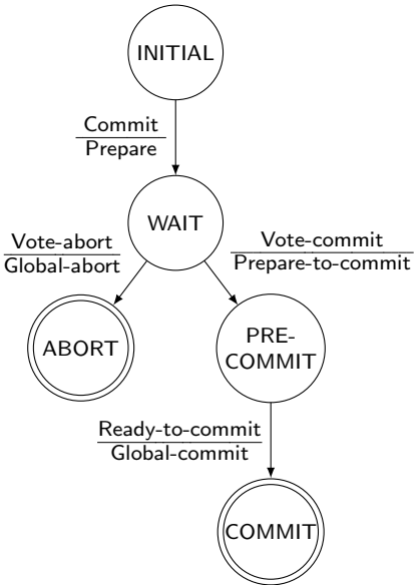 INITIAL
Commit
Prepare
WAIT
Vote-abort
Global-abort
Vote-commit
Prepare-to-commit
ABORT
PRE-
COMMIT
Ready-to-commit
Global-commit
COMMIT